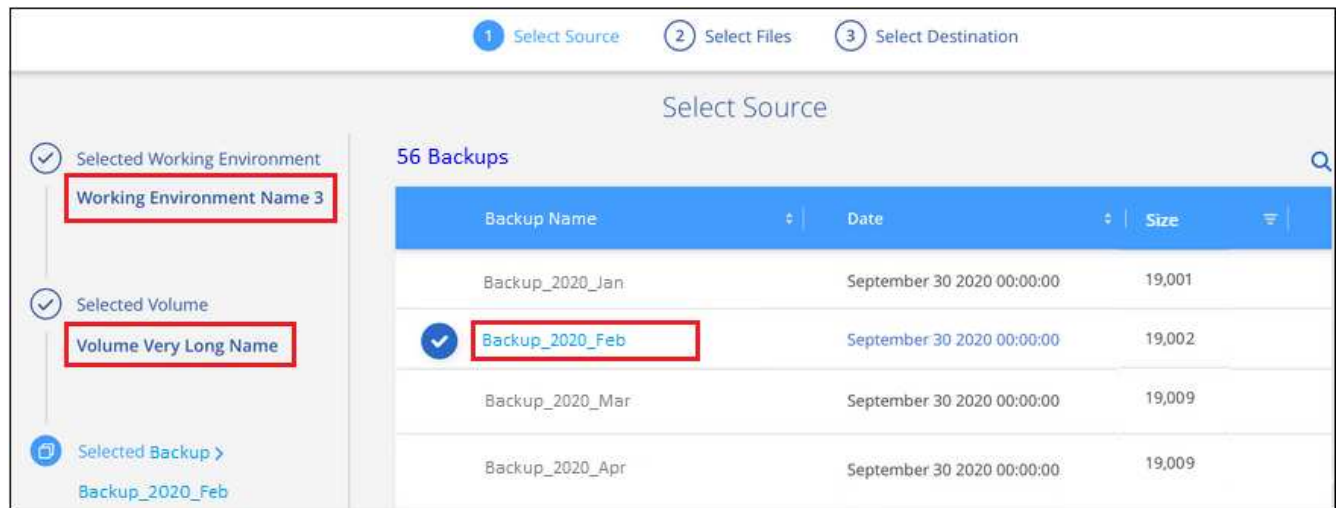 1 Select Source 2 Select Files 3 Select Destination
Select Source
Selected Working Environment
Working Environment Name 3
Selected Volume
Volume Very Long Name
Selected Backup >
Backup_2020_Feb
56 Backups
Backup Name Date Size
Backup_2020_Jan September 30 2020 00:00:00 19,001
Backup_2020_Feb September 30 2020 00:00:00 19,002
Backup_2020_Mar September 30 2020 00:00:00 19,009
Backup_2020_Apr September 30 2020 00:00:00 19,009